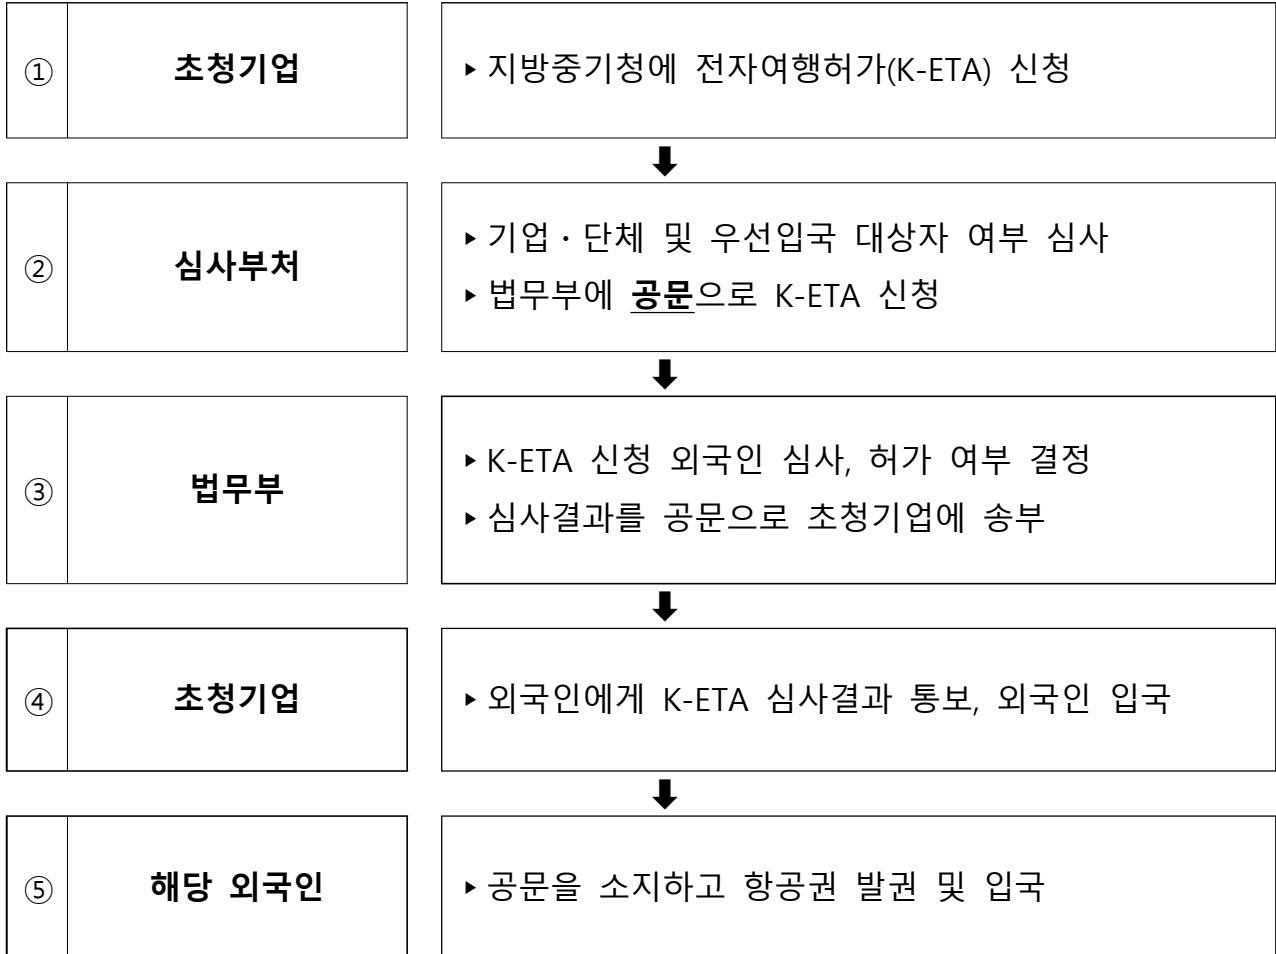 ① 초청기업 ▸지방중기청에 전자여행허가(K-ETA) 신청
② 심사부처
▸기업·단체 및 우선입국 대상자 여부 심사
▸법무부에 공문으로 K-ETA 신청
③ 법무부
▸K-ETA 신청 외국인 심사, 허가 여부 결정
▸심사결과를 공문으로 초청기업에 송부
④ 초청기업 ▸외국인에게 K-ETA 심사결과 통보, 외국인 입국
⑤ 해당 외국인 ▸공문을 소지하고 항공권 발권 및 입국